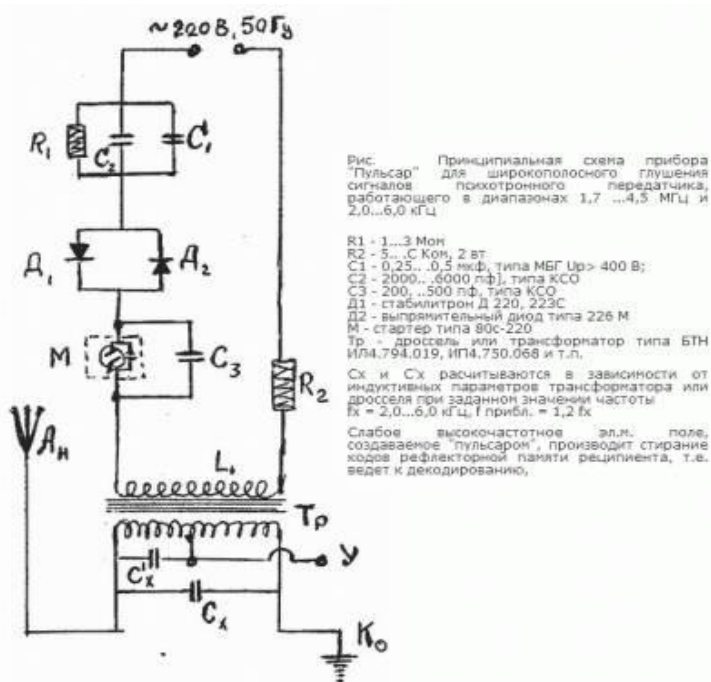 ~220В, 50Гц
R₁
C₂
C₁
Д₁
Д₂
М
C₃
R₂
Aн
L₁
Тр
C'x
У
Cx
K₀
Рис. Принципиальная схема прибора
"Пульсар" для широкополосного глушения
сигналов психотронного передатчика,
работающего в диапазонах 1,7 ...4,5 МГц и
2,0...6,0 кГц
R1 - 1...3 Мом
R2 - 5.. .С Ком, 2 вт
С1 - 0,25.. .0,5 мкф, типа МБГ Up> 400 В;
С2 - 2000.. .6000 пф], типа КСО
С3 - 200, ..500 пф, типа КСО
Д1 - стабилитрон Д 220, 223С
Д2 - выпрямительный диод типа 226 М
М - стартер типа 80с-220
Тр - дроссель или трансформатор типа БТН
ИЛ4.794.019, ИП4.750.068 и т.п.
Сх и С'х расчитываются в зависимости от
индуктивных параметров трансформатора или
дросселя при заданном значении частоты
fx = 2,0...6,0 кГц, f прибл. = 1,2 fx
Слабое высокочастотное эл.м. поле,
создаваемое "пульсаром", производит стирание
кодов рефлекторной памяти реципиента, т.е.
ведет к декодированию,